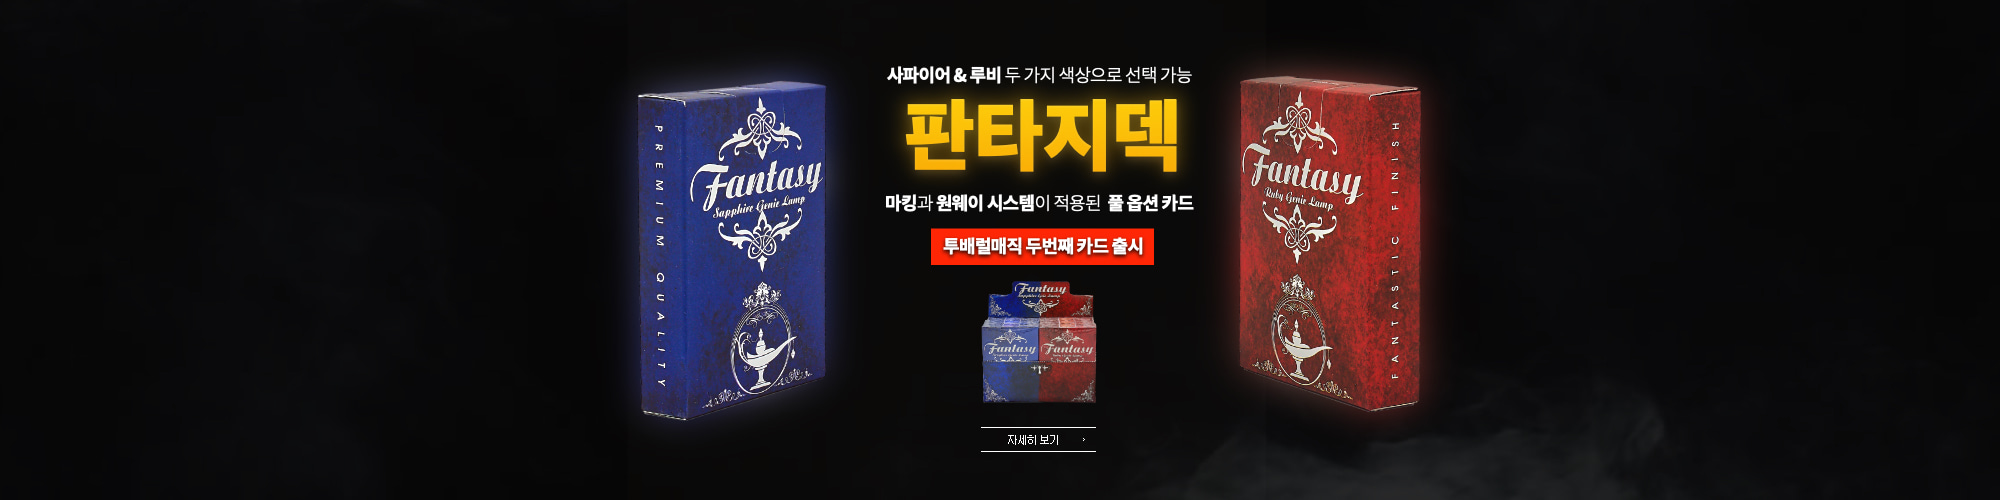 사파이어 & 루비 두 가지 색상으로 선택 가능
판타지덱
마킹과 원웨이 시스템이 적용된 풀 옵션 카드
투배럴매직 두번째 카드 출시
자세히 보기
PREMIUM QUALITY
Fantasy
Sapphire Genie Lamp
Fantasy
Ruby Genie Lamp
FANTASTIC FINISH
Fantasy
Fantasy
Fantasy